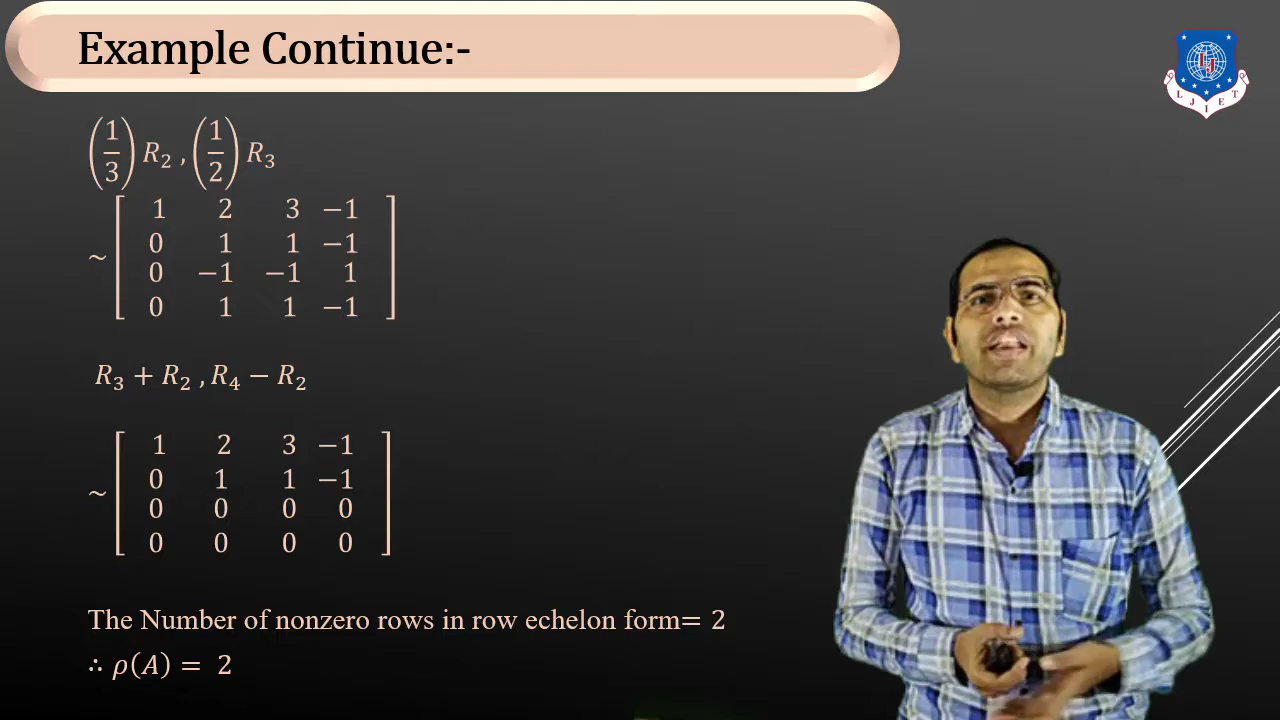 Example Continue:-
LJIET
(1/3) R₂ , (1/2) R₃
~ [ 1 2 3 −1
0 1 1 −1
0 −1 −1 1
0 1 1 −1 ]
R₃ + R₂ , R₄ − R₂
~ [ 1 2 3 −1
0 1 1 −1
0 0 0 0
0 0 0 0 ]
The Number of nonzero rows in row echelon form= 2
∴ ρ(A) = 2